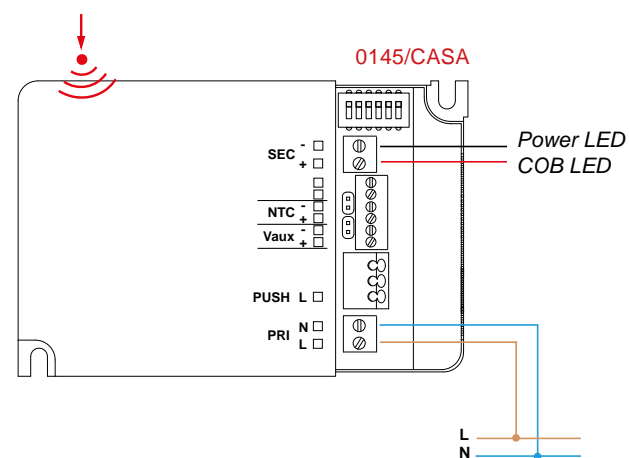 0145/CASA
SEC - +
Power LED
COB LED
NTC - +
Vaux - +
PUSH L
PRI N L
L
N